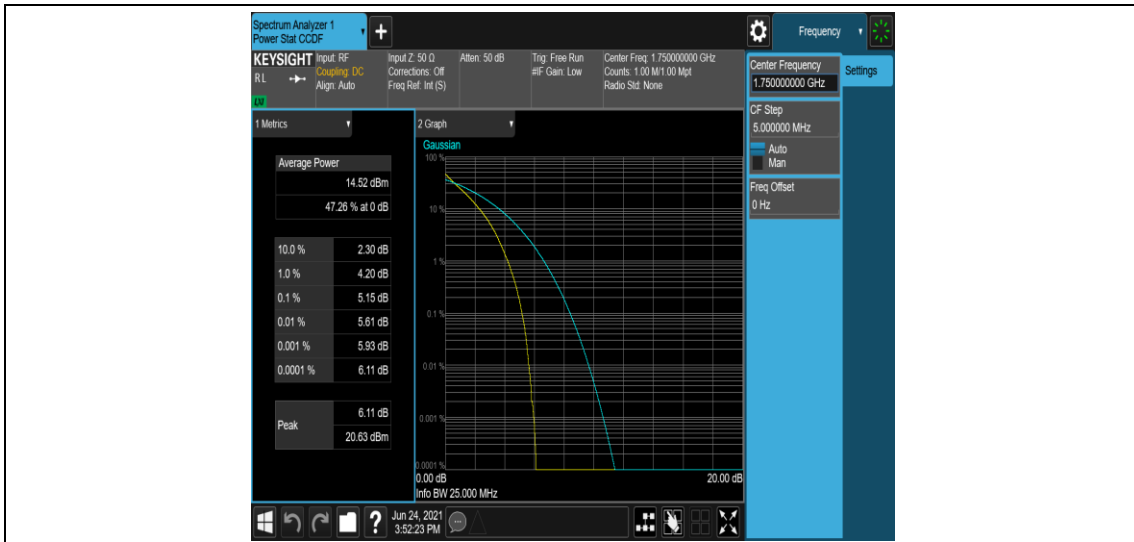 Spectrum Analyzer 1
Power Stat CCDF
+
Frequency
KEYSIGHT
RL
Input: RF
Coupling: DC
Align: Auto
Input Z: 50 Ω
Corrections: Off
Freq Ref: Int (S)
Atten: 50 dB
Trig: Free Run
#IF Gain: Low
Center Freq: 1.750000000 GHz
Counts: 1.00 M/1.00 Mpt
Radio Std: None
Center Frequency
1.750000000 GHz
Settings
CF Step
5.000000 MHz
Auto
Man
Freq Offset
0 Hz
1 Metrics
Average Power
14.52 dBm
47.26 % at 0 dB
10.0 % 2.30 dB
1.0 % 4.20 dB
0.1 % 5.15 dB
0.01 % 5.61 dB
0.001 % 5.93 dB
0.0001 % 6.11 dB
Peak
6.11 dB
20.63 dBm
2 Graph
Gaussian
100 %
10 %
1 %
0.1 %
0.01 %
0.001 %
0.0001 %
0.00 dB 20.00 dB
Info BW 25.000 MHz
?
Jun 24, 2021
3:52:23 PM